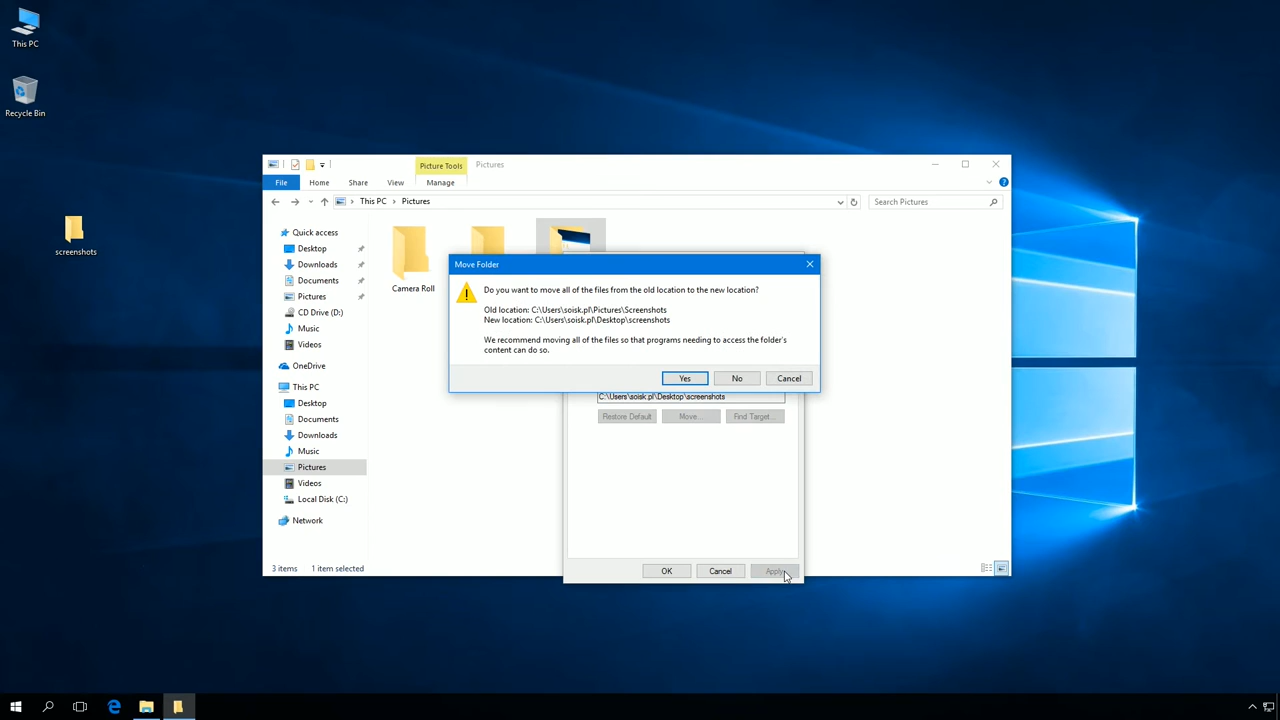 This PC
Recycle Bin
screenshots
Picture Tools
Pictures
File
Home
Share
View
Manage
This PC
Pictures
Search Pictures
Quick access
Desktop
Downloads
Documents
Pictures
CD Drive (D:)
Music
Videos
OneDrive
This PC
Desktop
Documents
Downloads
Music
Pictures
Videos
Local Disk (C:)
Network
Camera Roll
Move Folder
Do you want to move all of the files from the old location to the new location?
Old location: C:\Users\soisk.pl\Pictures\Screenshots
New location: C:\Users\soisk.pl\Desktop\screenshots
We recommend moving all of the files so that programs needing to access the folder's
content can do so.
Yes
No
Cancel
C:\Users\soisk.pl\Desktop\screenshots
Restore Default
Move...
Find Target...
OK
Cancel
Apply
3 items
1 item selected